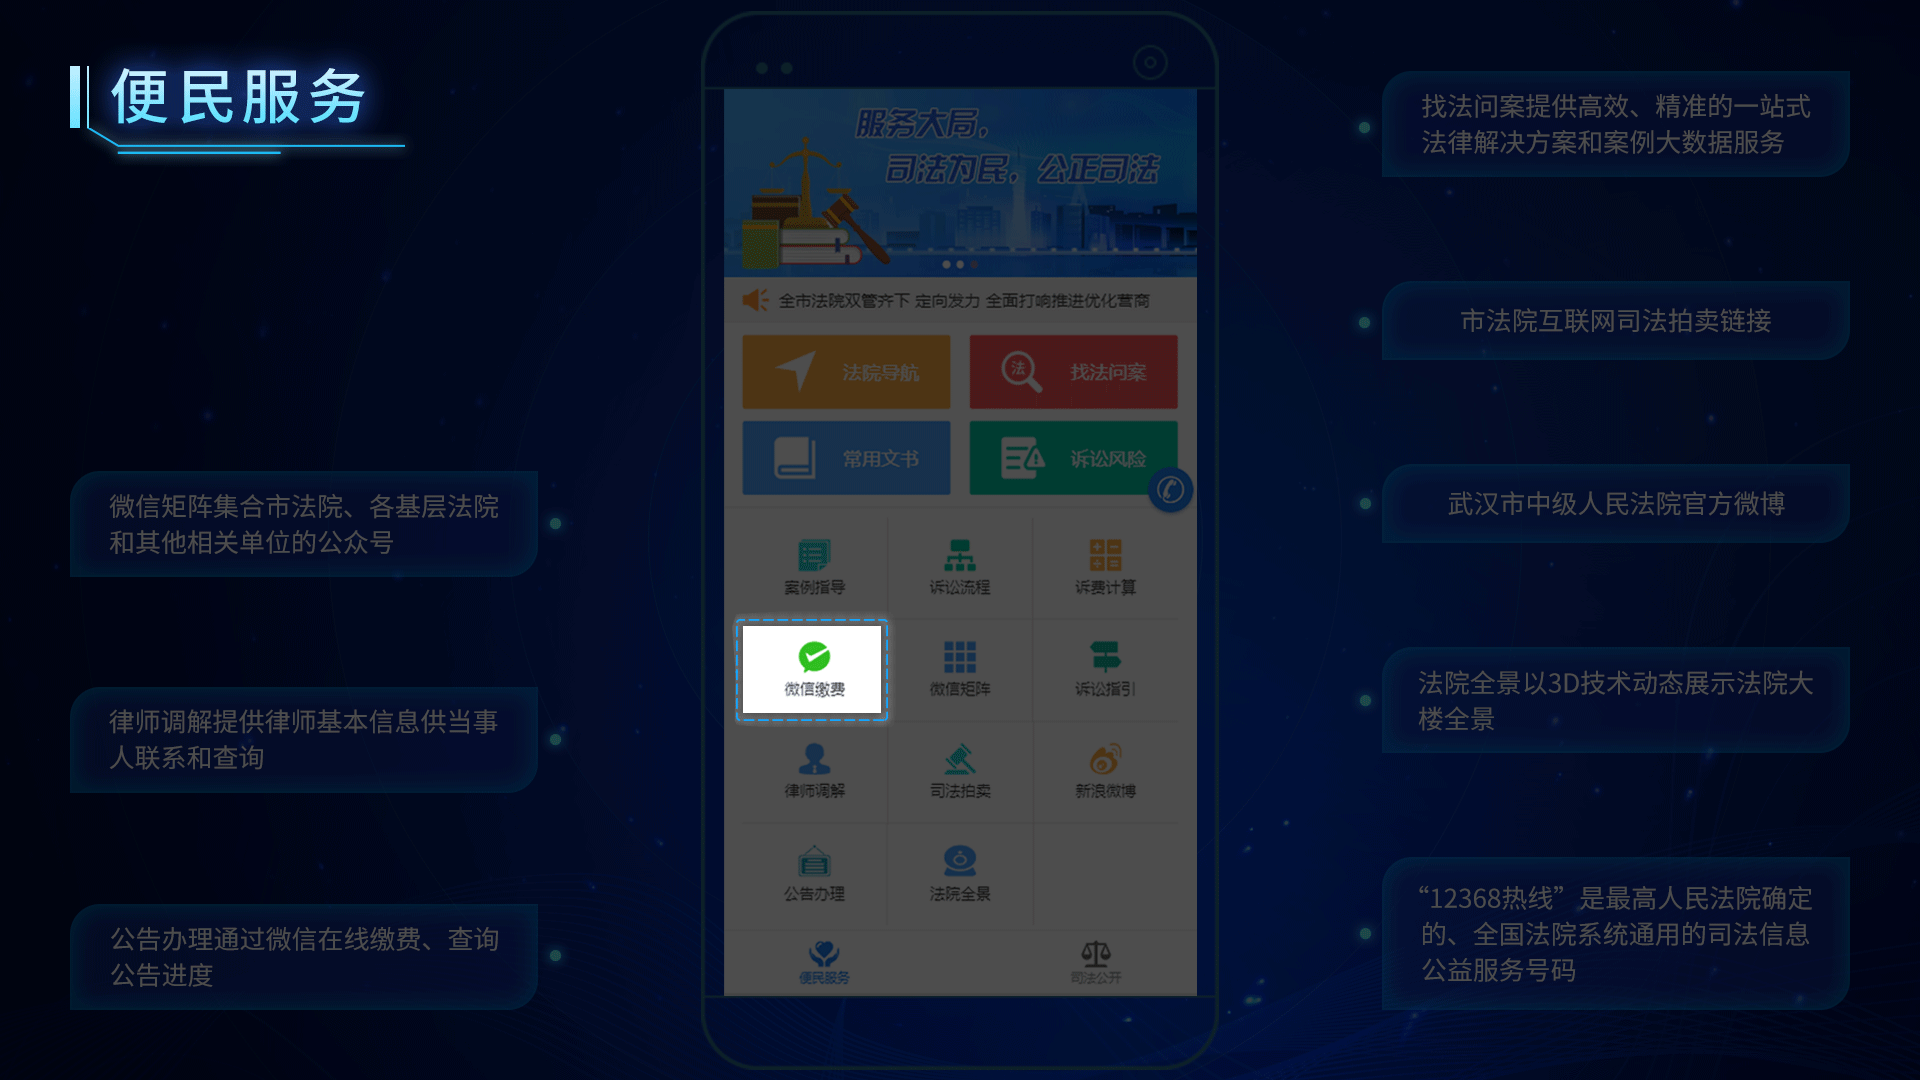 便民服务
微信矩阵集合市法院、各基层法院
和其他相关单位的公众号
律师调解提供律师基本信息供当事
人联系和查询
公告办理通过微信在线缴费、查询
公告进度
服务大局，
司法为民，公正司法
全市法院双管齐下 定向发力 全面打响推进优化营商
法院导航
法
找法问案
常用文书
诉讼风险
案例指导
诉讼流程
诉费计算
微信缴费
微信矩阵
诉讼指引
律师调解
司法拍卖
新浪微博
公告办理
法院全景
便民服务
司法公开
找法问案提供高效、精准的一站式
法律解决方案和案例大数据服务
市法院互联网司法拍卖链接
武汉市中级人民法院官方微博
法院全景以3D技术动态展示法院大
楼全景
“12368热线”是最高人民法院确定
的、全国法院系统通用的司法信息
公益服务号码